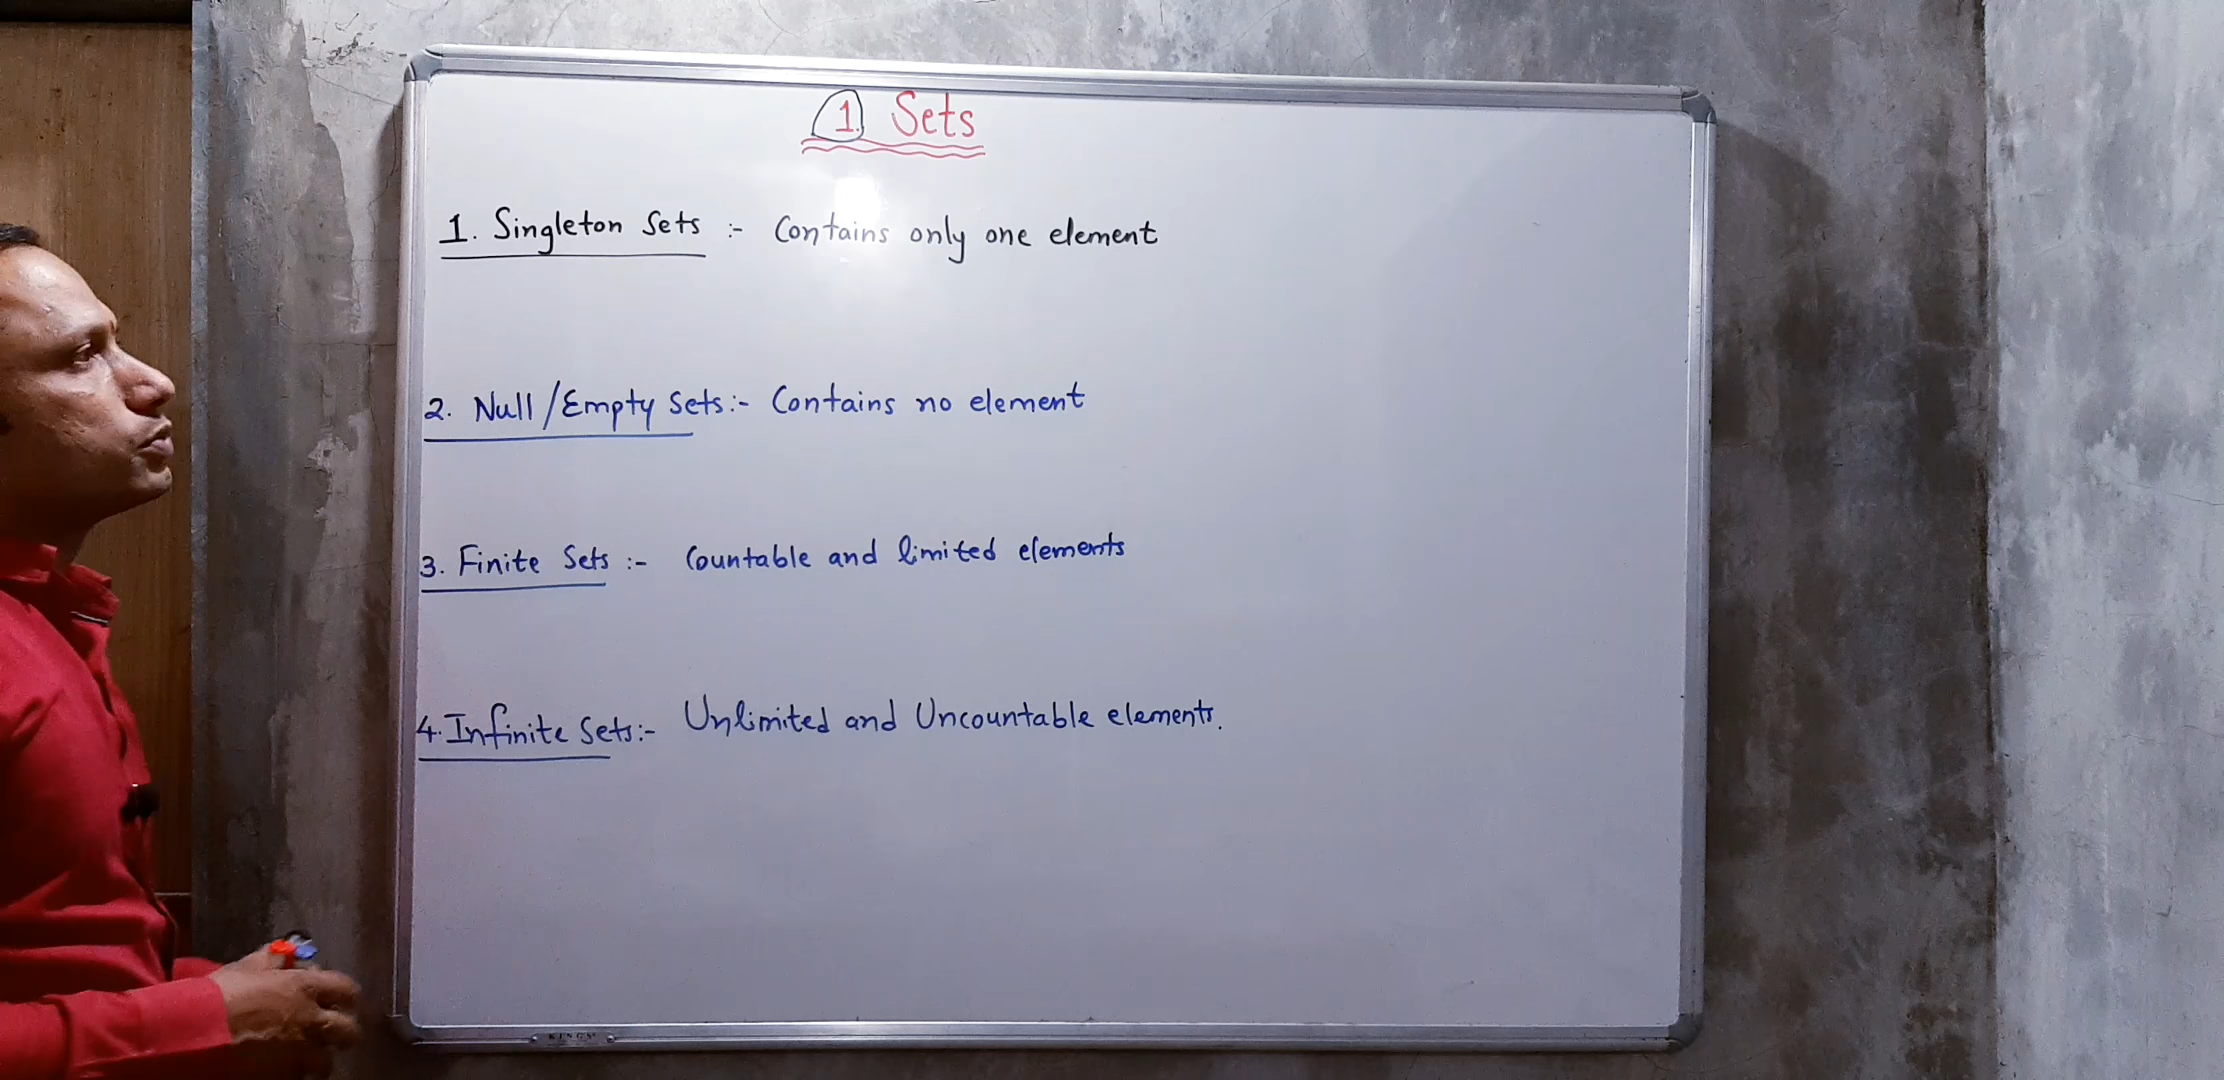 1. Sets
1. Singleton Sets :- Contains only one element
2. Null/Empty Sets:- Contains no element
3. Finite Sets :- Countable and limited elements
4. Infinite Sets:- Unlimited and Uncountable elements.